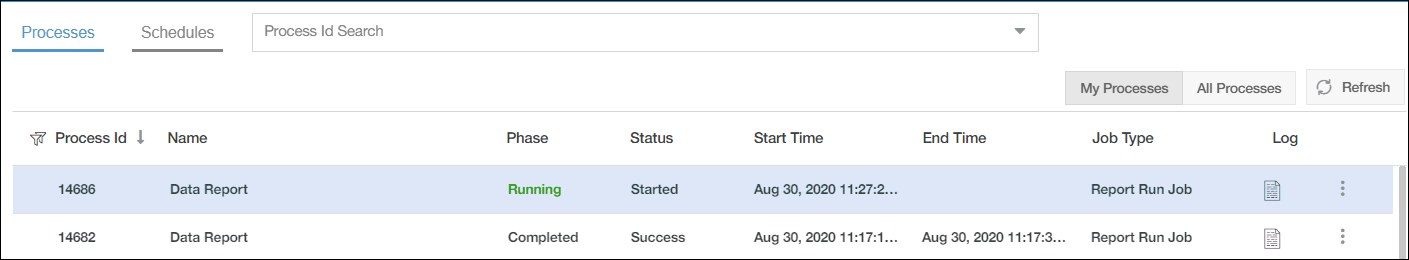 Processes Schedules Process Id Search
My Processes All Processes Refresh
Process Id Name Phase Status Start Time End Time Job Type Log
14686 Data Report Running Started Aug 30, 2020 11:27:2... Report Run Job
14682 Data Report Completed Success Aug 30, 2020 11:17:1... Aug 30, 2020 11:17:3... Report Run Job